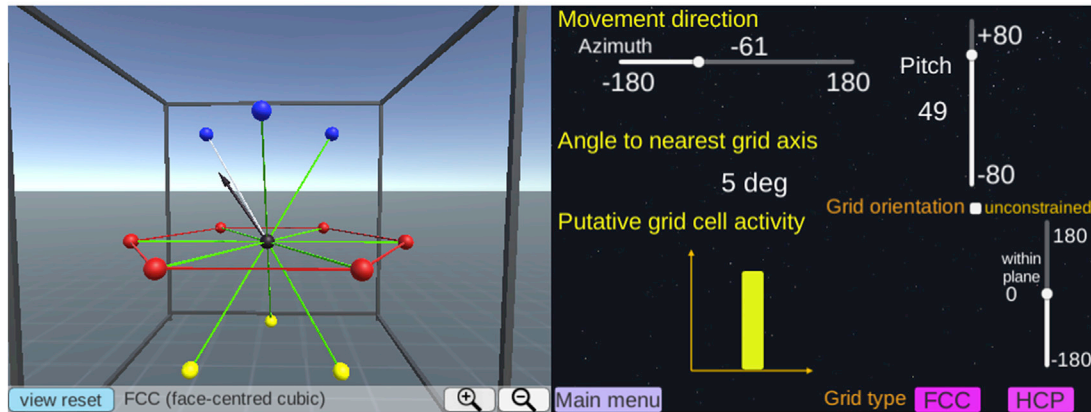 Movement direction
Azimuth
-61
-180
180
+80
Pitch
49
-80
Angle to nearest grid axis
5 deg
Grid orientation
unconstrained
Putative grid cell activity
180
within
plane
0
-180
view reset
FCC (face-centred cubic)
Main menu
Grid type
FCC
HCP